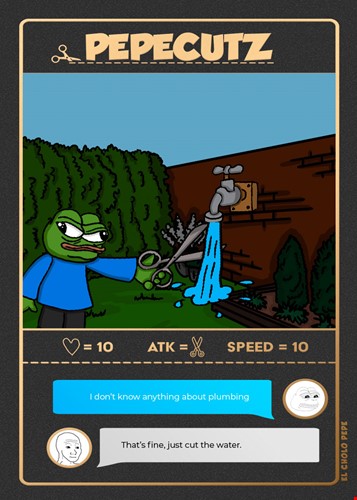 PEPECUTZ
= 10 ATK = SPEED = 10
I don't know anything about plumbing
That's fine, just cut the water.
EL CHOLO PEPE